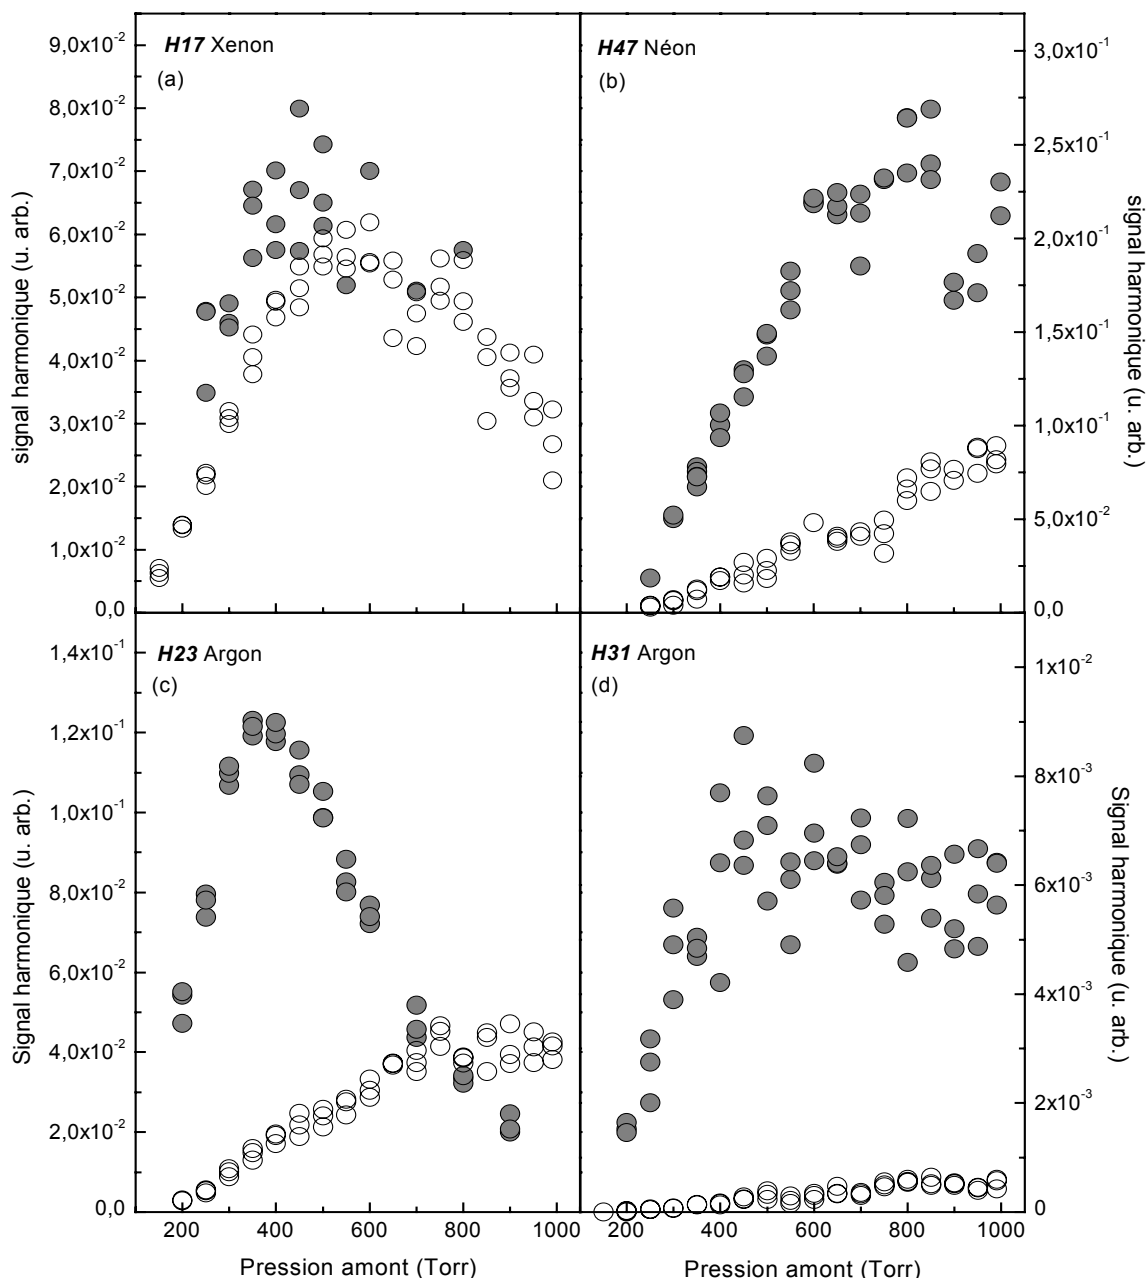 H17 Xenon
(a)
9,0x10⁻²
8,0x10⁻²
7,0x10⁻²
6,0x10⁻²
5,0x10⁻²
4,0x10⁻²
3,0x10⁻²
2,0x10⁻²
1,0x10⁻²
0,0
signal harmonique (u. arb.)
H47 Néon
(b)
3,0x10⁻¹
2,5x10⁻¹
2,0x10⁻¹
1,5x10⁻¹
1,0x10⁻¹
5,0x10⁻²
0,0
signal harmonique (u. arb.)
H23 Argon
(c)
1,4x10⁻¹
1,2x10⁻¹
1,0x10⁻¹
8,0x10⁻²
6,0x10⁻²
4,0x10⁻²
2,0x10⁻²
0,0
Signal harmonique (u. arb.)
200 400 600 800 1000
Pression amont (Torr)
H31 Argon
(d)
1x10⁻²
8x10⁻³
6x10⁻³
4x10⁻³
2x10⁻³
0
Signal harmonique (u. arb.)
200 400 600 800 1000
Pression amont (Torr)